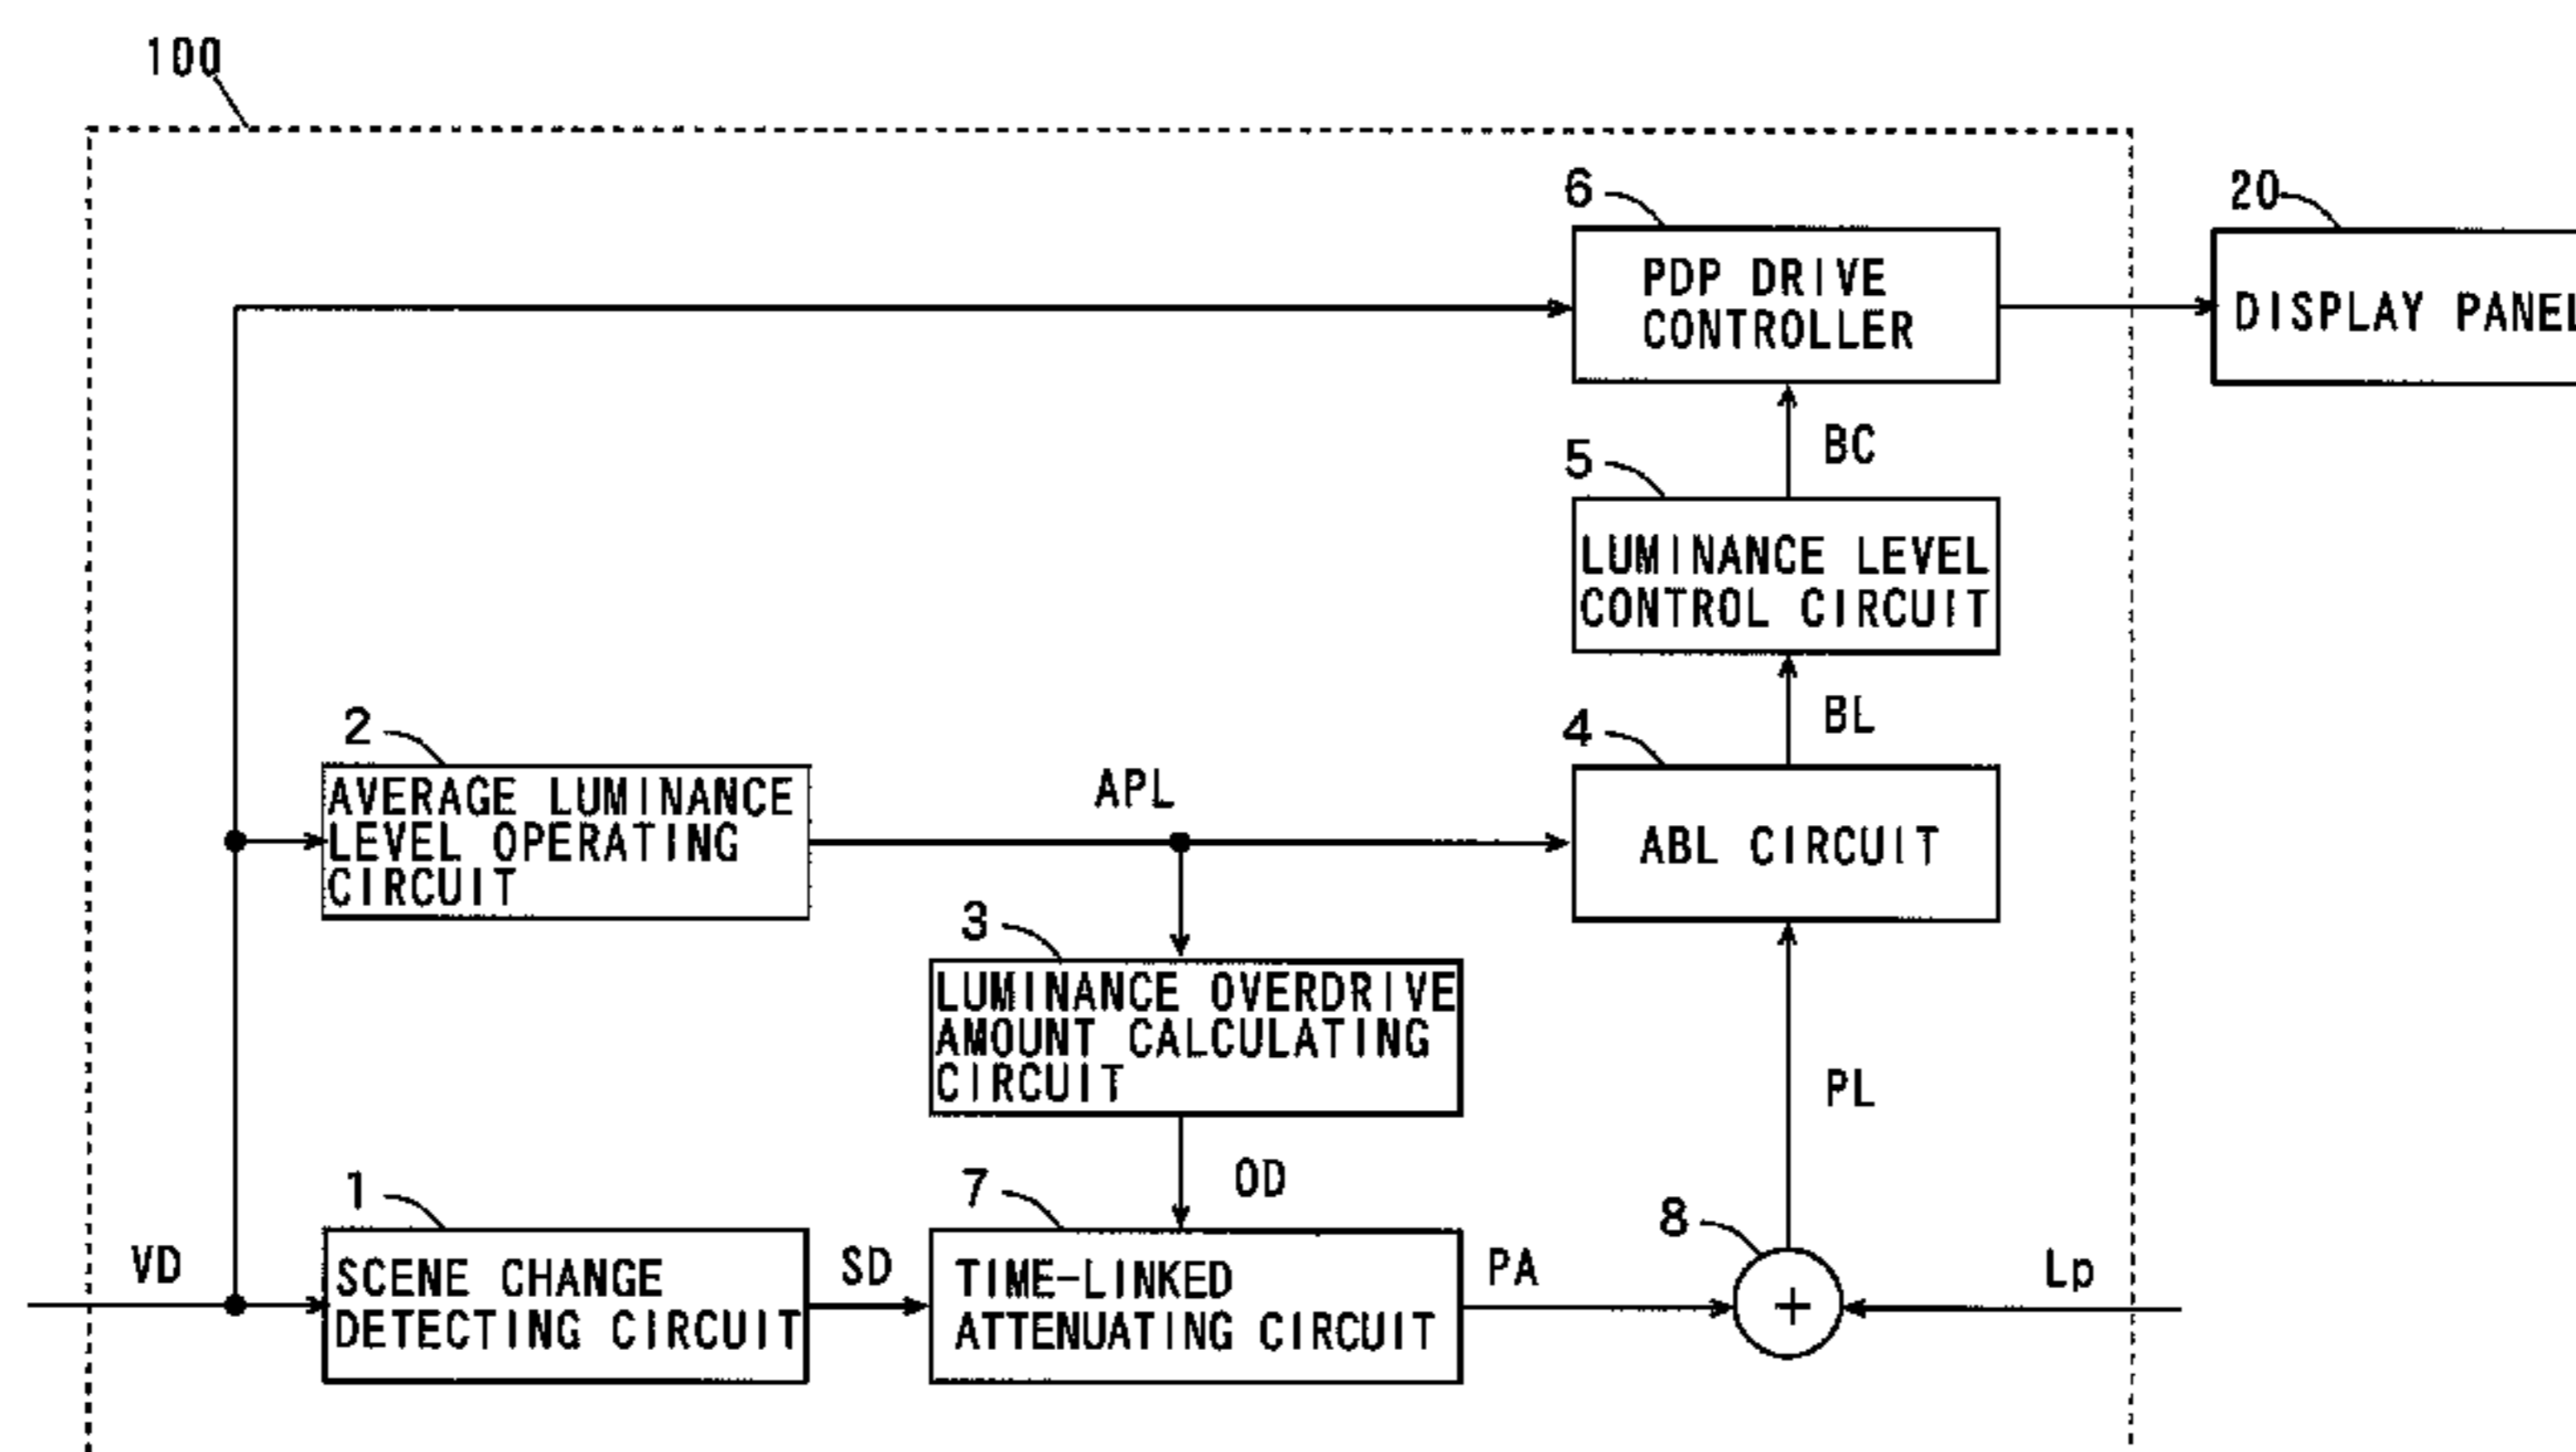 100
6
20
PDP DRIVE
CONTROLLER
DISPLAY PANEL
BC
5
LUMINANCE LEVEL
CONTROL CIRCUIT
BL
2
4
AVERAGE LUMINANCE
LEVEL OPERATING
CIRCUIT
APL
ABL CIRCUIT
3
LUMINANCE OVERDRIVE
AMOUNT CALCULATING
CIRCUIT
PL
OD
1
7
8
VD
SCENE CHANGE
DETECTING CIRCUIT
SD
TIME-LINKED
ATTENUATING CIRCUIT
PA
+
Lp